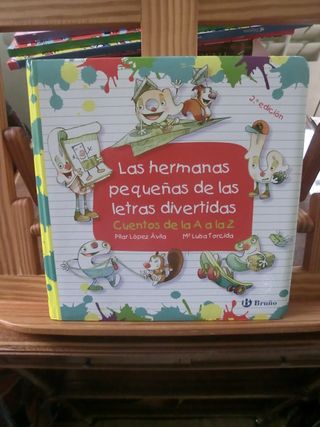 2.ª edición
Las hermanas
pequeñas de las
letras divertidas
Cuentos de la A a la Z
Pilar López Ávila Mª Luisa Torcida
Bruño